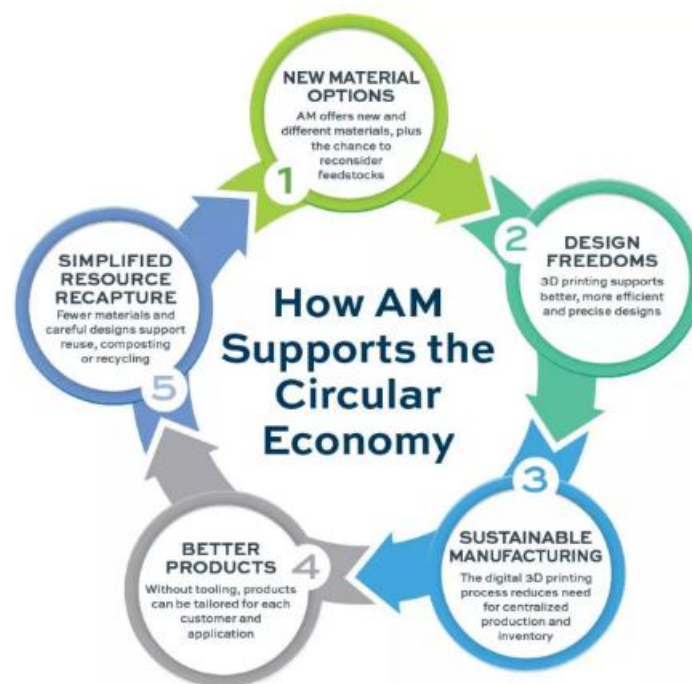 NEW MATERIAL
OPTIONS
AM offers new and
different materials, plus
the chance to
reconsider
feedstocks
1
2
DESIGN
FREEDOMS
3D printing supports
better, more efficient
and precise designs
3
SUSTAINABLE
MANUFACTURING
The digital 3D printing
process reduces need
for centralized
production and
inventory
BETTER
PRODUCTS
4
Without tooling, products
can be tailored for each
customer and
application
SIMPLIFIED
RESOURCE
RECAPTURE
Fewer materials and
careful designs support
reuse, composting
or recycling
5
How AM
Supports the
Circular
Economy